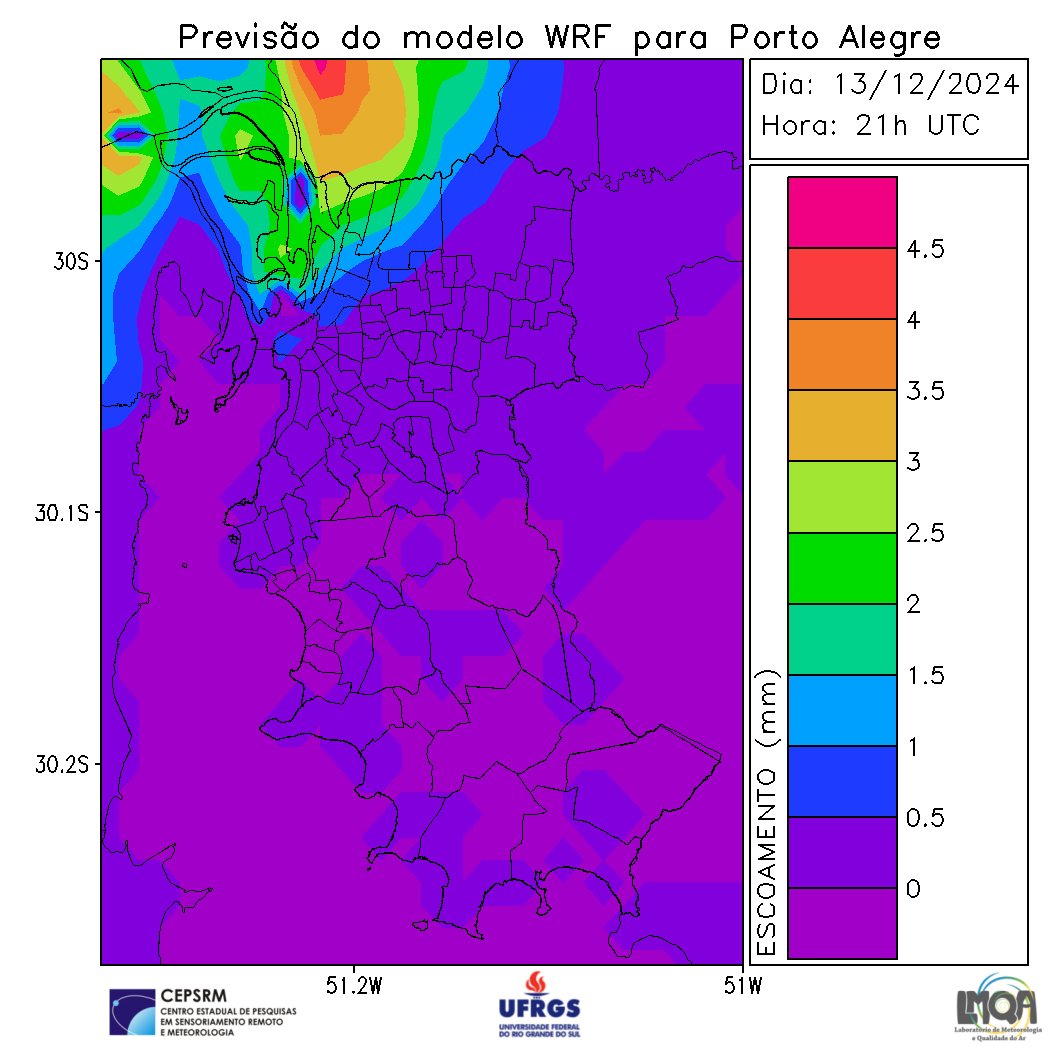 Previsão do modelo WRF para Porto Alegre
Dia: 13/12/2024
Hora: 21h UTC
30S
30.1S
30.2S
51.2W
51W
ESCOAMENTO (mm)
4.5
4
3.5
3
2.5
2
1.5
1
0.5
0
CEPSRM
CENTRO ESTADUAL DE PESQUISAS
EM SENSORIAMENTO REMOTO
E METEOROLOGIA
UFRGS
UNIVERSIDADE FEDERAL
DO RIO GRANDE DO SUL
LMQA
Laboratório de Meteorologia
e Qualidade do Ar